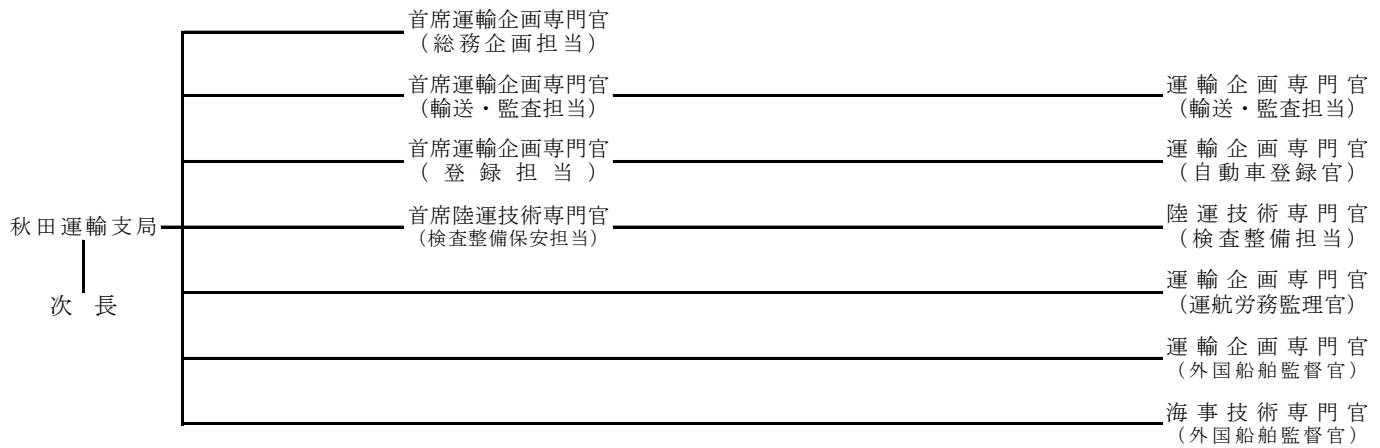 首席運輸企画専門官
（総務企画担当）
首席運輸企画専門官
（輸送・監査担当）
運輸企画専門官
（輸送・監査担当）
首席運輸企画専門官
（登録担当）
運輸企画専門官
（自動車登録官）
秋田運輸支局
首席陸運技術専門官
（検査整備保安担当）
陸運技術専門官
（検査整備担当）
次長
運輸企画専門官
（運航労務監理官）
運輸企画専門官
（外国船舶監督官）
海事技術専門官
（外国船舶監督官）